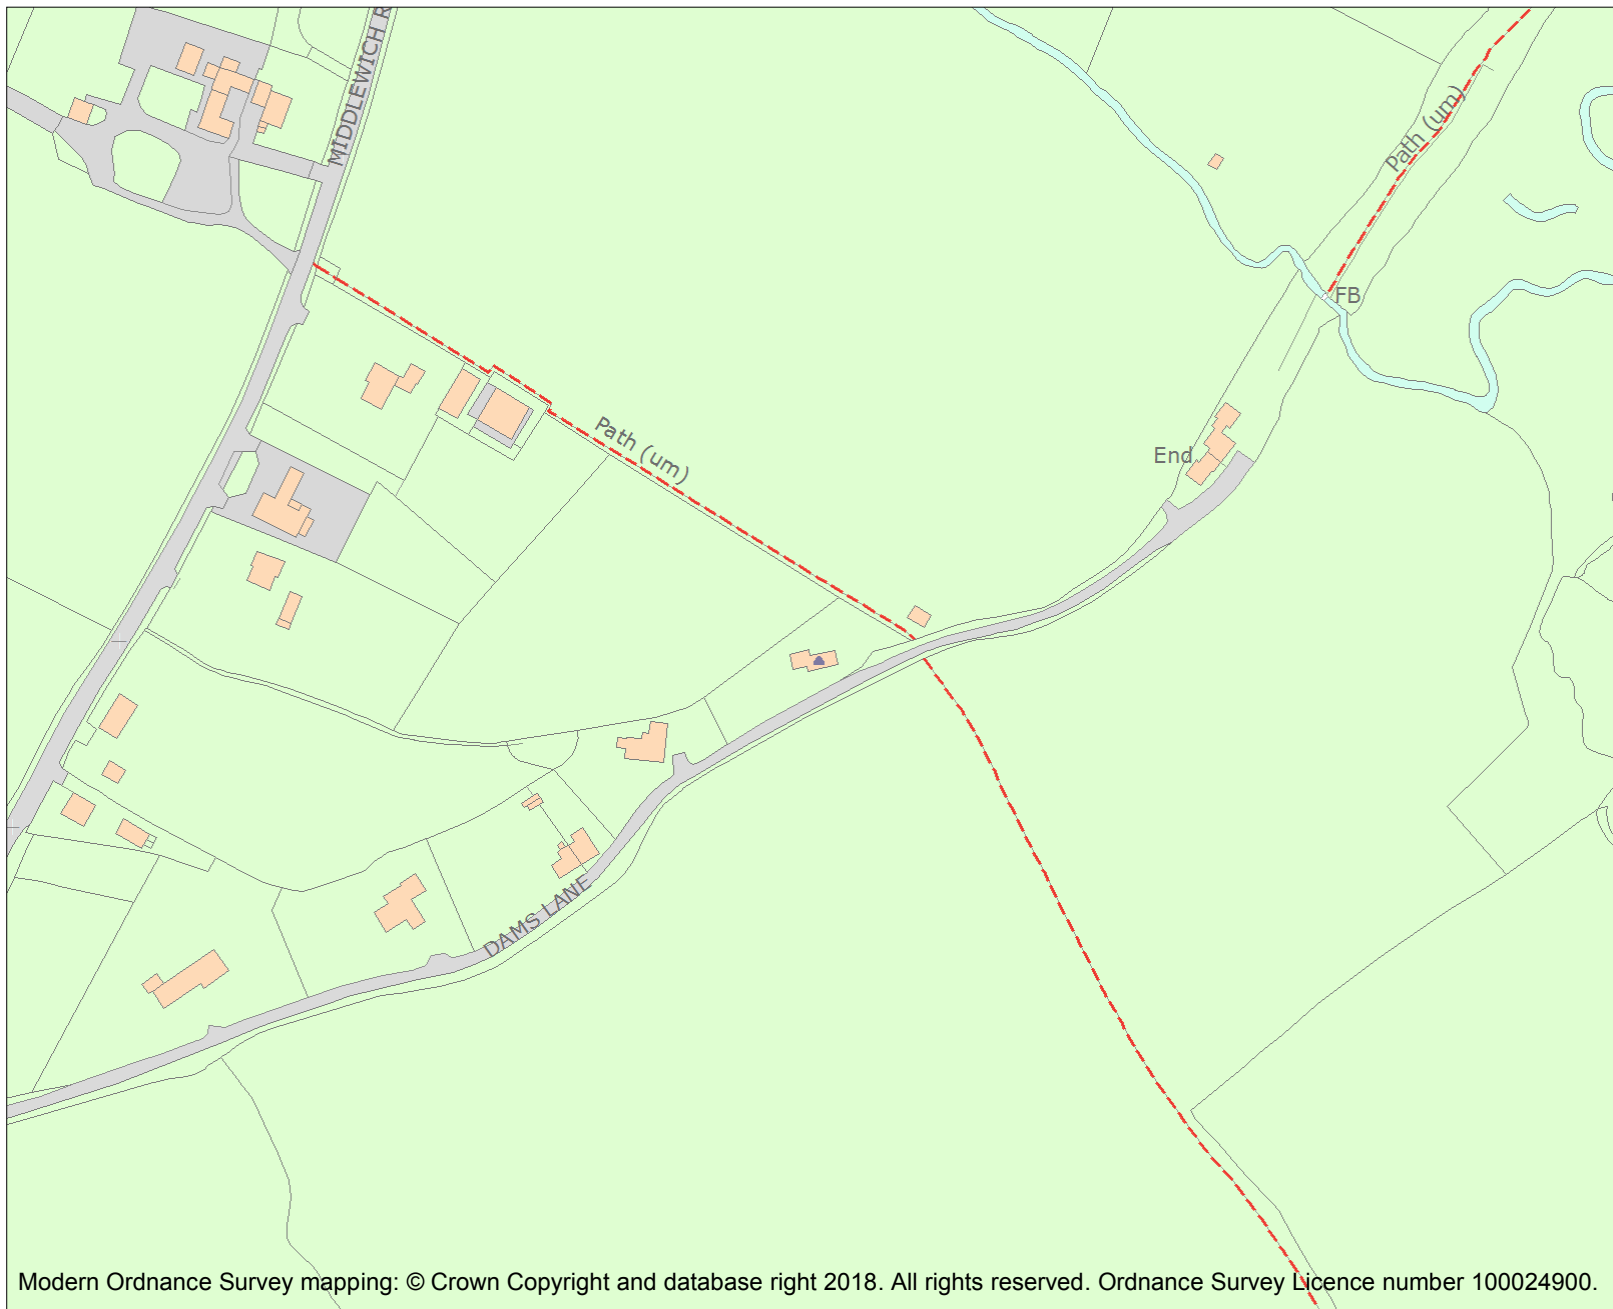 MIDDLEWICH R
Path (um)
FB
Path (um)
End
DAMS LANE
Modern Ordnance Survey mapping: © Crown Copyright and database right 2018. All rights reserved. Ordnance Survey Licence number 100024900.